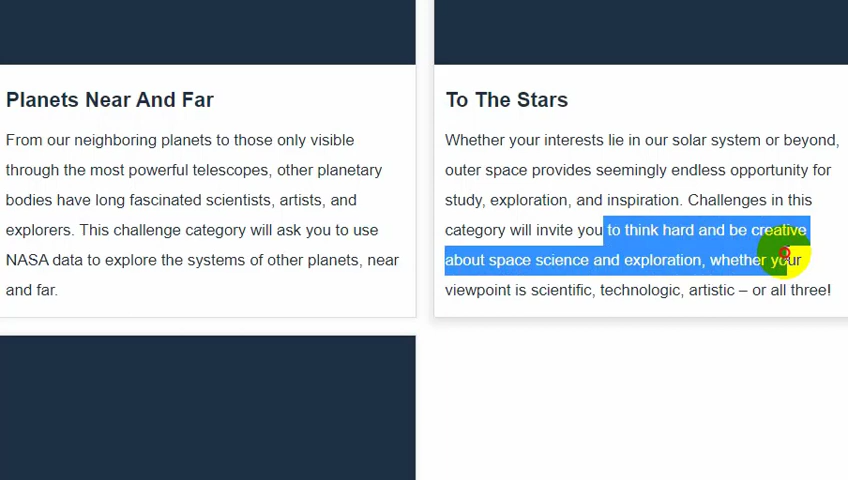 Planets Near And Far
From our neighboring planets to those only visible
through the most powerful telescopes, other planetary
bodies have long fascinated scientists, artists, and
explorers. This challenge category will ask you to use
NASA data to explore the systems of other planets, near
and far.
To The Stars
Whether your interests lie in our solar system or beyond,
outer space provides seemingly endless opportunity for
study, exploration, and inspiration. Challenges in this
category will invite you to think hard and be creative
about space science and exploration, whether your
viewpoint is scientific, technologic, artistic – or all three!